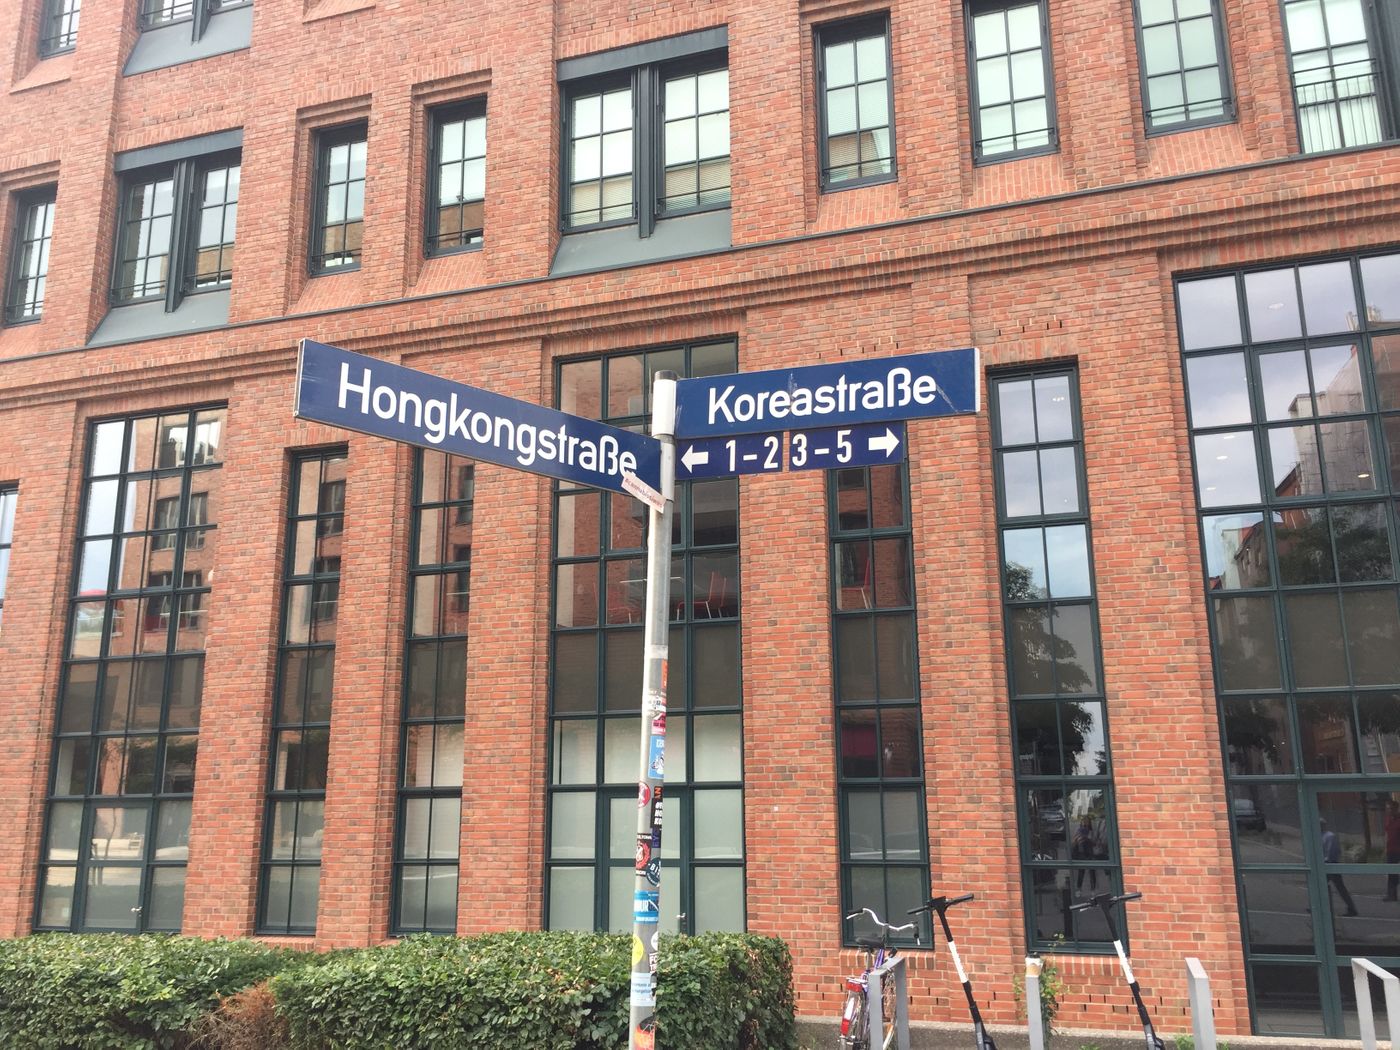 Hongkongstraße
Koreastraße
← 1-2 3-5 →